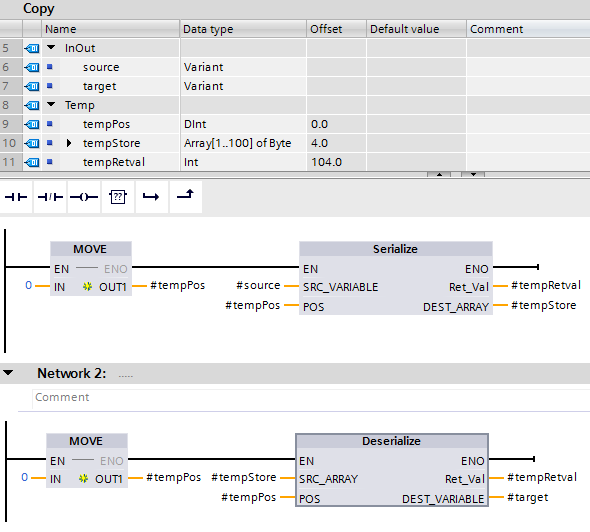 Copy
Name Data type Offset Default value Comment
5 InOut
6 source Variant
7 target Variant
8 Temp
9 tempPos DInt 0.0
10 tempStore Array[1..100] of Byte 4.0
11 tempRetval Int 104.0
??
MOVE Serialize
EN ENO EN ENO
0 IN OUT1 #tempPos #source SRC_VARIABLE Ret_Val #tempRetval
#tempPos POS DEST_ARRAY #tempStore
Network 2: .....
Comment
MOVE Deserialize
EN ENO EN ENO
0 IN OUT1 #tempPos #tempStore SRC_ARRAY Ret_Val #tempRetval
#tempPos POS DEST_VARIABLE #target